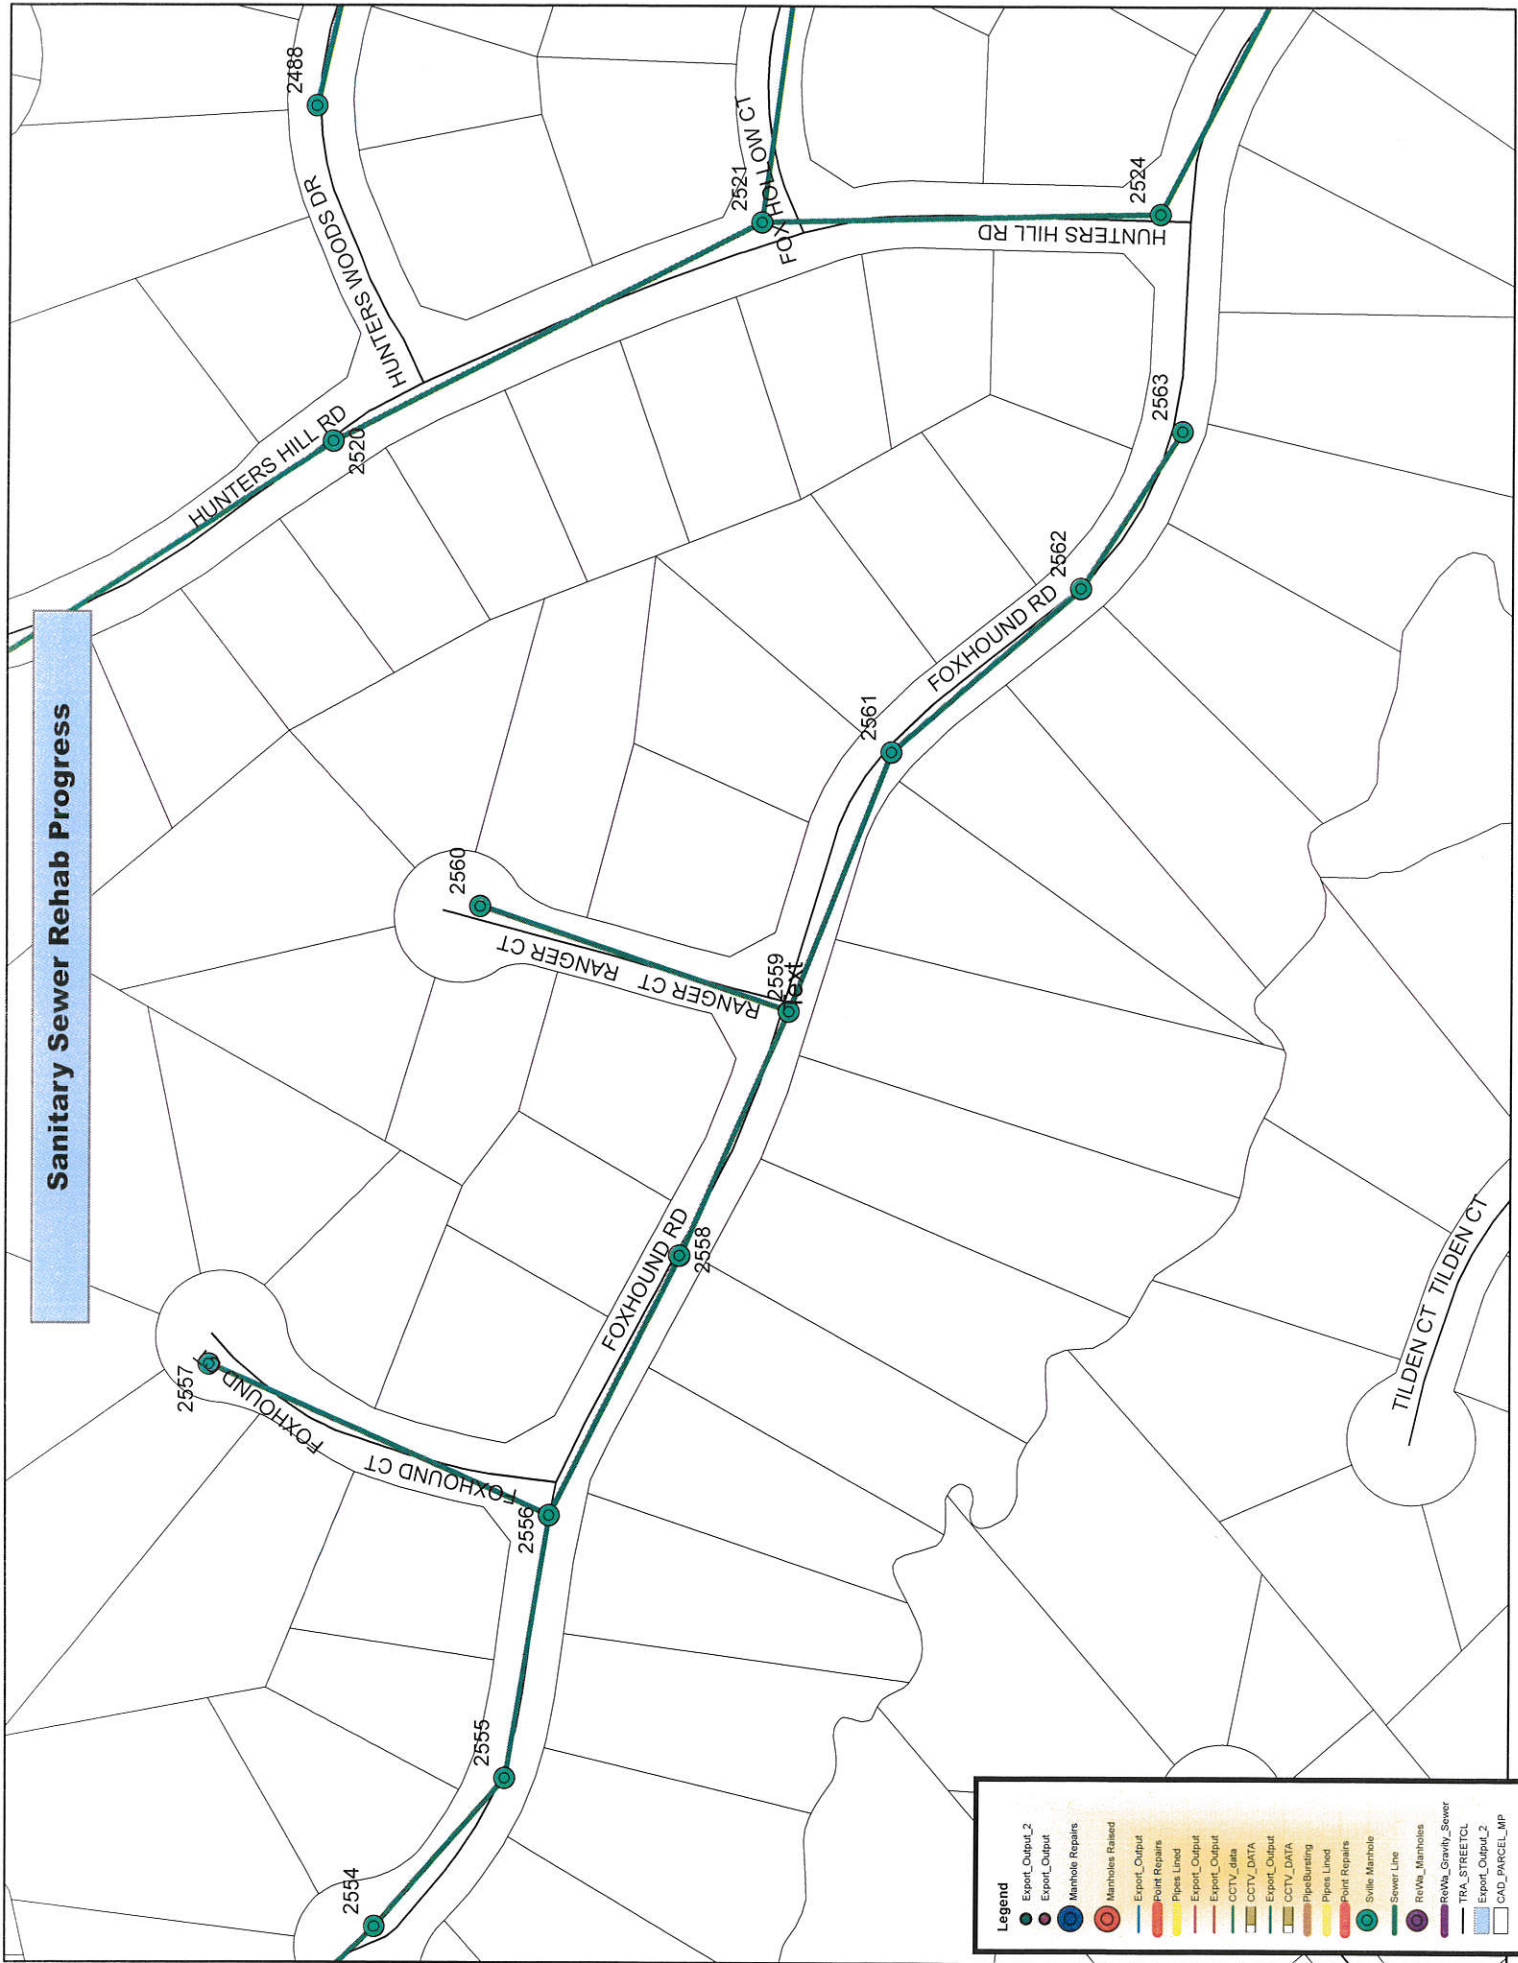 Sanitary Sewer Rehab Progress
2488
HUNTERS WOODS DR
2521
FOX HOLLOW CT
2524
HUNTERS HILL RD
HUNTERS HILL RD
2520
2563
2562
FOXHOUND RD
2561
2560
RANGER CT
RANGER CT
2559
Text
FOXHOUND RD
2558
2557
FOXHOUND CT
FOXHOUND CT
2556
2555
2554
TILDEN CT
TILDEN CT
Legend
Export_Output_2
Export_Output
Manhole Repairs
Manholes Raised
Export_Output
Point Repairs
Pipes Lined
Export_Output
Export_Output
CCTV_data
CCTV_DATA
Export_Output
CCTV_DATA
PipeBursting
Pipes Lined
Point Repairs
Sville Manhole
Sewer Line
ReWa_Manholes
ReWa_Gravity_Sewer
TRA_STREETCL
Export_Output_2
CAD_PARCEL_MP